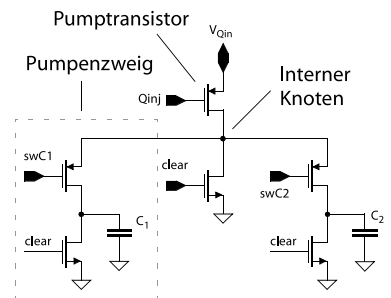 Pumptransistor
V_Qin
Pumpenzweig
Interner
Knoten
Qinj
swC1
clear
swC2
C_1
C_2
clear
clear